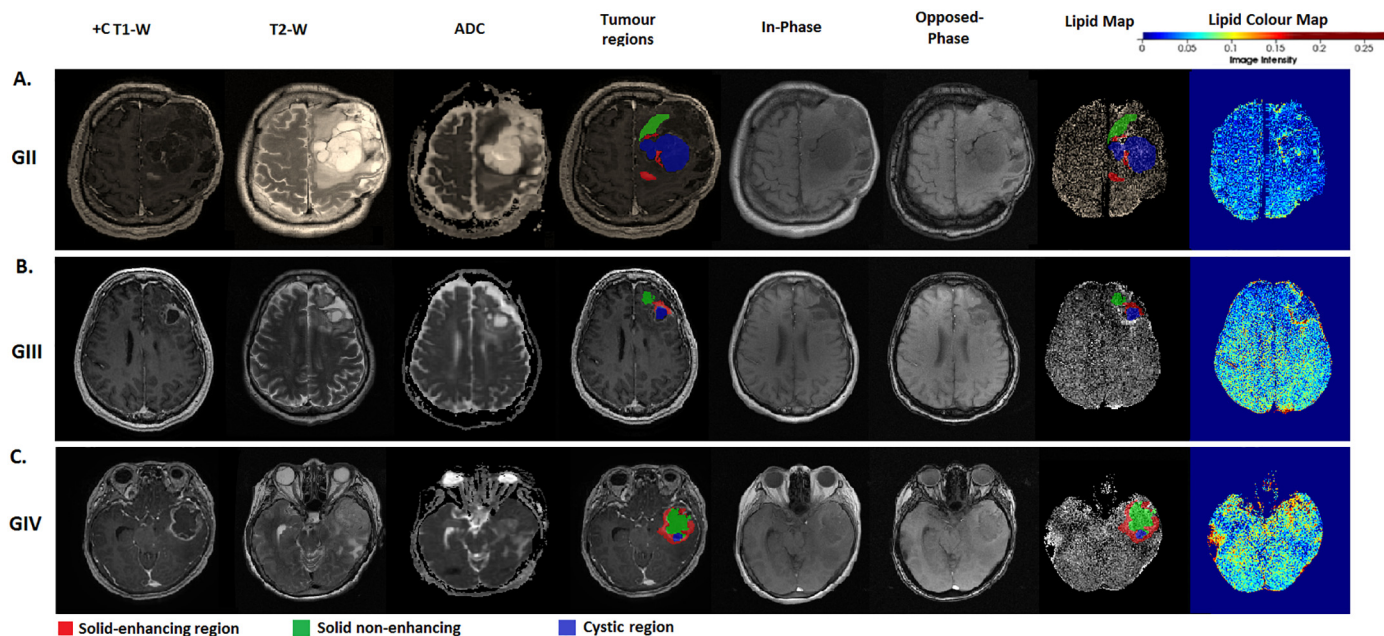 +C T1-W
T2-W
ADC
Tumour
regions
In-Phase
Opposed-
Phase
Lipid Map
Lipid Colour Map
0 0.05 0.1 0.15 0.2 0.25
Image Intensity
A.
GII
B.
GIII
C.
GIV
Solid-enhancing region
Solid non-enhancing
Cystic region